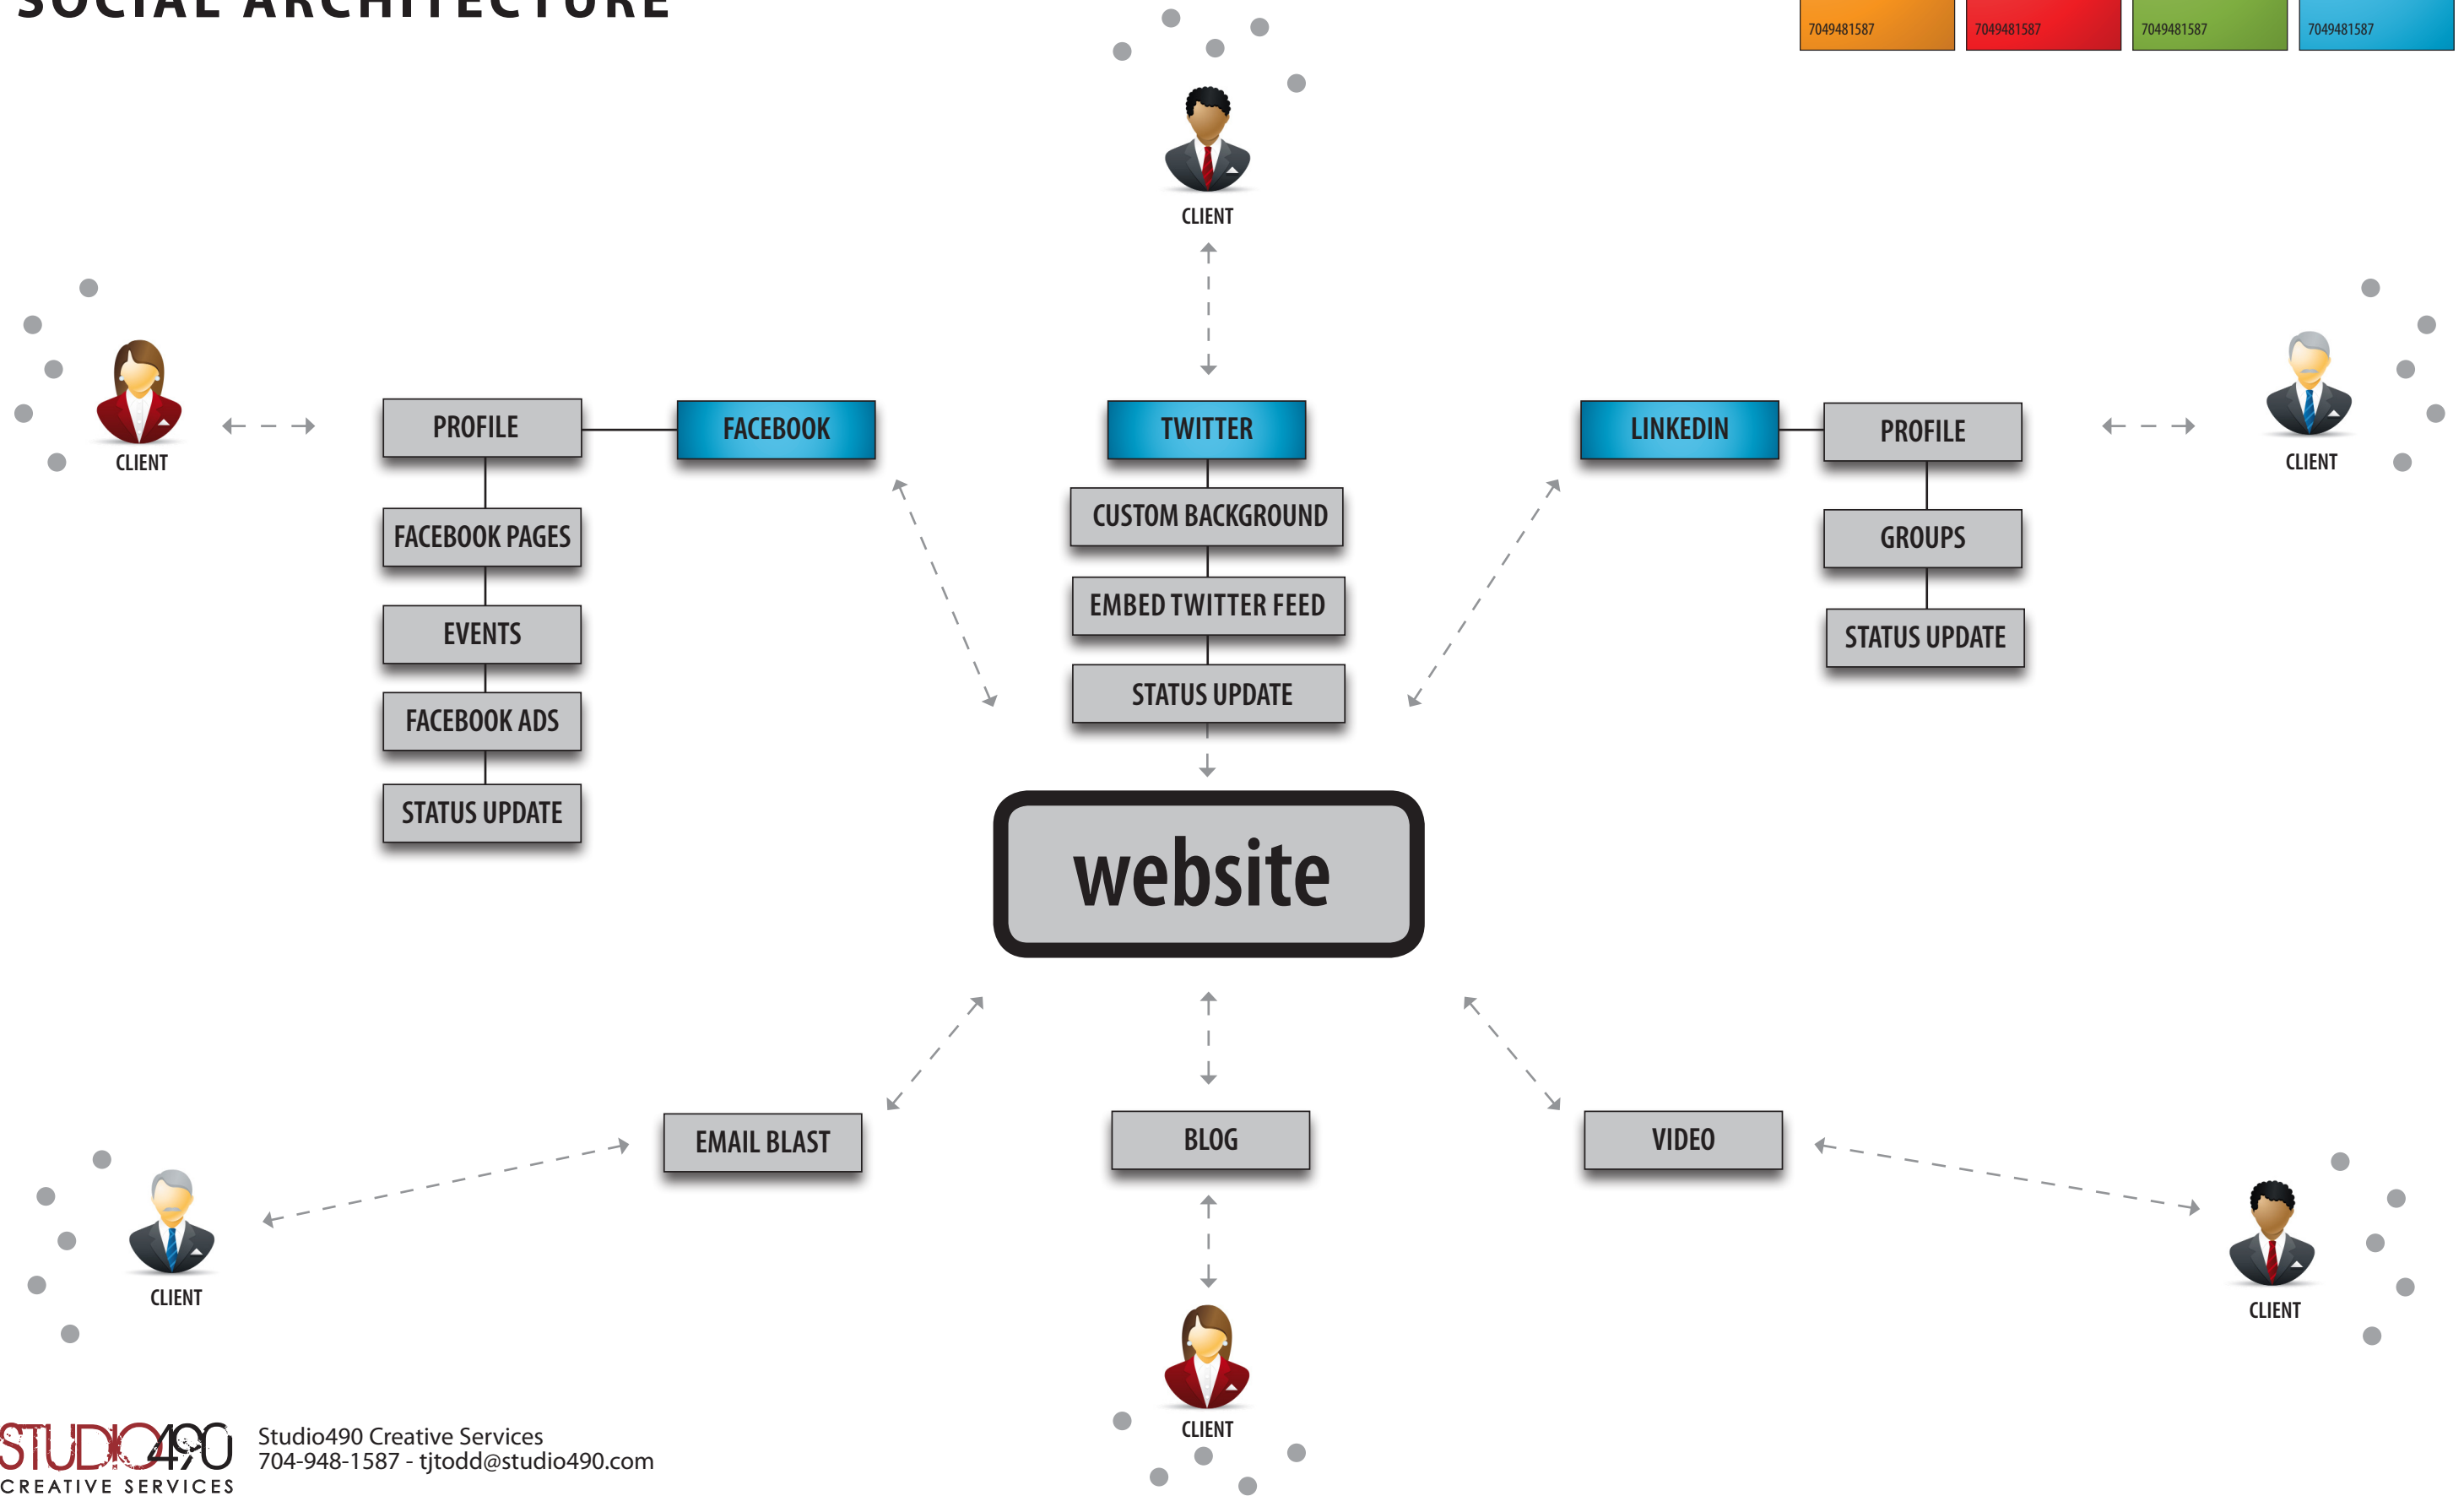 SOCIAL ARCHITECTURE
7049481587
7049481587
7049481587
7049481587
CLIENT
CLIENT
CLIENT
PROFILE
FACEBOOK
TWITTER
LINKEDIN
PROFILE
FACEBOOK PAGES
CUSTOM BACKGROUND
GROUPS
EVENTS
EMBED TWITTER FEED
STATUS UPDATE
FACEBOOK ADS
STATUS UPDATE
STATUS UPDATE
website
EMAIL BLAST
BLOG
VIDEO
CLIENT
CLIENT
CLIENT
STUDIO490
CREATIVE SERVICES
Studio490 Creative Services
704-948-1587 - tjtodd@studio490.com